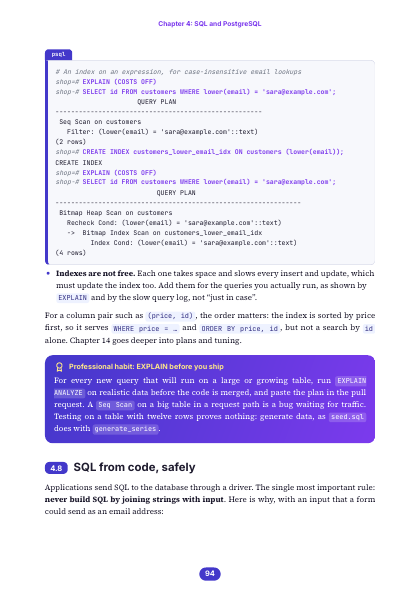 Chapter 4: SQL and PostgreSQL
psql
# An index on an expression, for case-insensitive email lookups
shop=# EXPLAIN (COSTS OFF)
shop-# SELECT id FROM customers WHERE lower(email) = 'sara@example.com';
QUERY PLAN
-----------------------------------------------------
Seq Scan on customers
Filter: (lower(email) = 'sara@example.com'::text)
(2 rows)
shop=# CREATE INDEX customers_lower_email_idx ON customers (lower(email));
CREATE INDEX
shop=# EXPLAIN (COSTS OFF)
shop-# SELECT id FROM customers WHERE lower(email) = 'sara@example.com';
QUERY PLAN
---------------------------------------------------------------
Bitmap Heap Scan on customers
Recheck Cond: (lower(email) = 'sara@example.com'::text)
-> Bitmap Index Scan on customers_lower_email_idx
Index Cond: (lower(email) = 'sara@example.com'::text)
(4 rows)
• Indexes are not free. Each one takes space and slows every insert and update, which
must update the index too. Add them for the queries you actually run, as shown by
EXPLAIN and by the slow query log, not “just in case”.
For a column pair such as (price, id), the order matters: the index is sorted by price
first, so it serves WHERE price = … and ORDER BY price, id, but not a search by id
alone. Chapter 14 goes deeper into plans and tuning.
Professional habit: EXPLAIN before you ship
For every new query that will run on a large or growing table, run EXPLAIN
ANALYZE on realistic data before the code is merged, and paste the plan in the pull
request. A Seq Scan on a big table in a request path is a bug waiting for traffic.
Testing on a table with twelve rows proves nothing: generate data, as seed.sql
does with generate_series.
4.8 SQL from code, safely
Applications send SQL to the database through a driver. The single most important rule:
never build SQL by joining strings with input. Here is why, with an input that a form
could send as an email address:
94